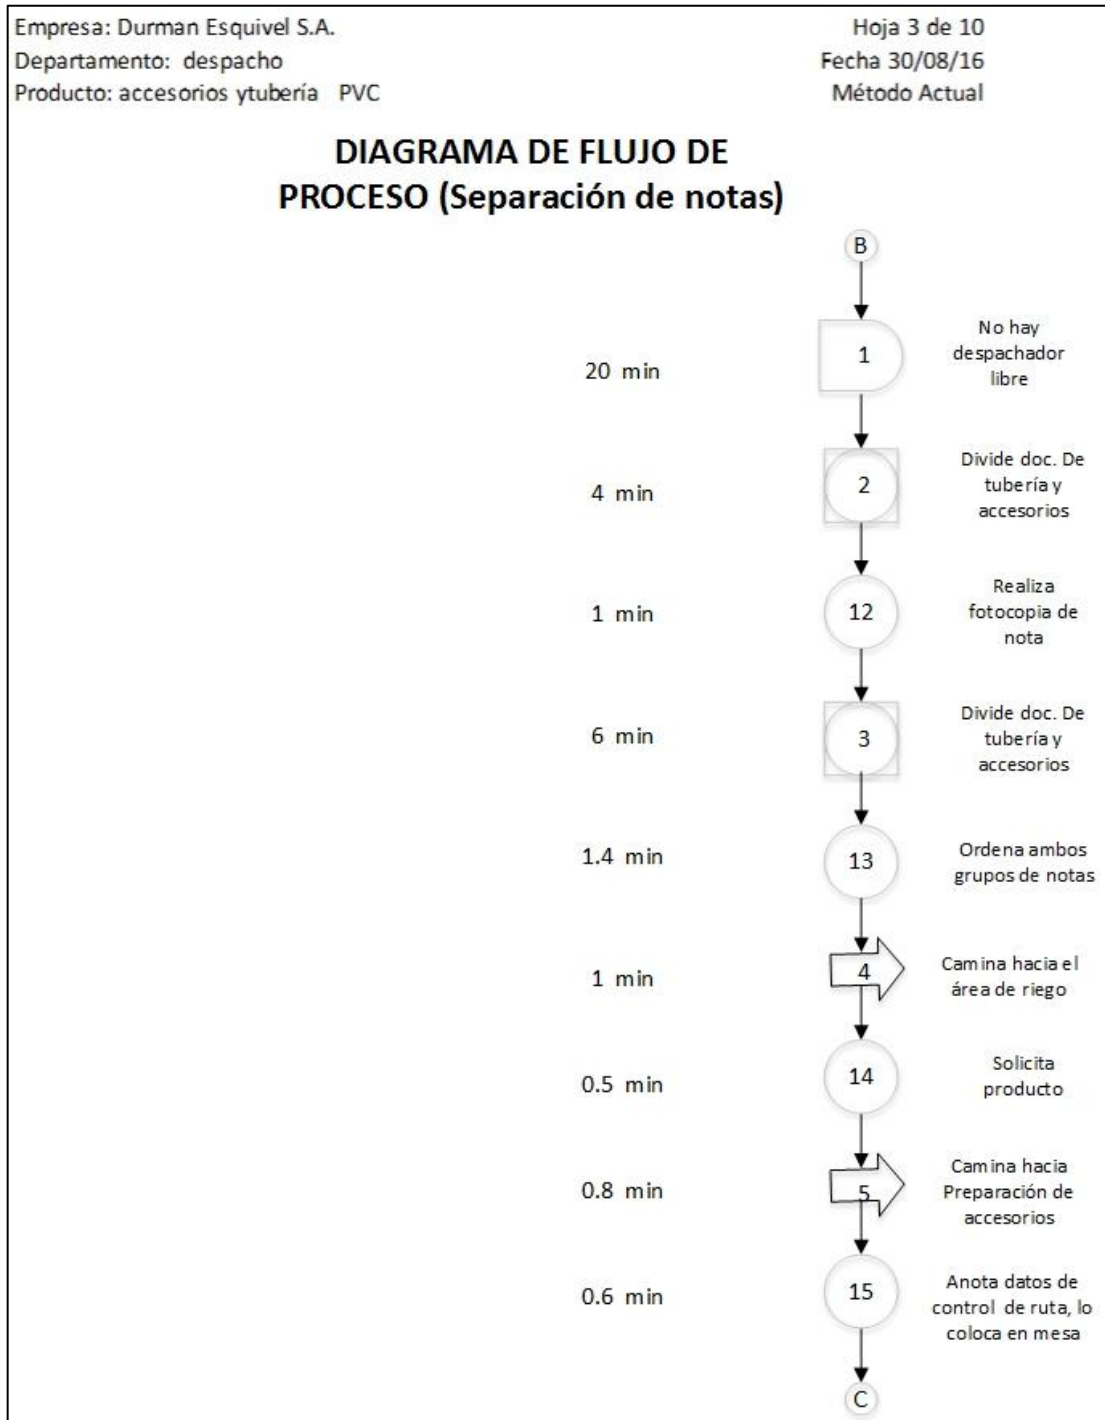 Empresa: Durman Esquivel S.A.
Hoja 3 de 10
Departamento: despacho
Fecha 30/08/16
Producto: accesorios ytubería PVC
Método Actual
DIAGRAMA DE FLUJO DE
PROCESO (Separación de notas)
B
20 min
1
No hay
despachador
libre
4 min
2
Divide doc. De
tubería y
accesorios
1 min
12
Realiza
fotocopia de
nota
6 min
3
Divide doc. De
tubería y
accesorios
1.4 min
13
Ordena ambos
grupos de notas
1 min
4
Camina hacia el
área de riego
0.5 min
14
Solicita
producto
0.8 min
5
Camina hacia
Preparación de
accesorios
0.6 min
15
Anota datos de
control de ruta, lo
coloca en mesa
C